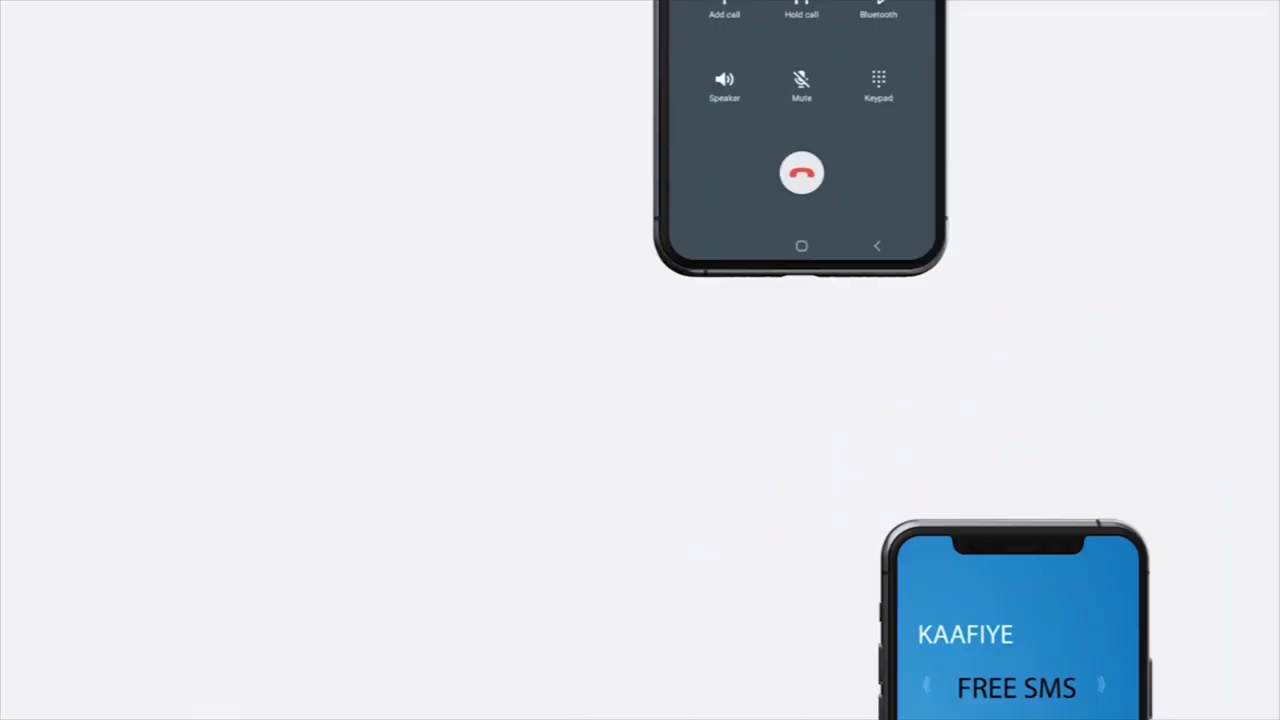 Add call Hold call Bluetooth
Speaker Mute Keypad
KAAFIYE
FREE SMS